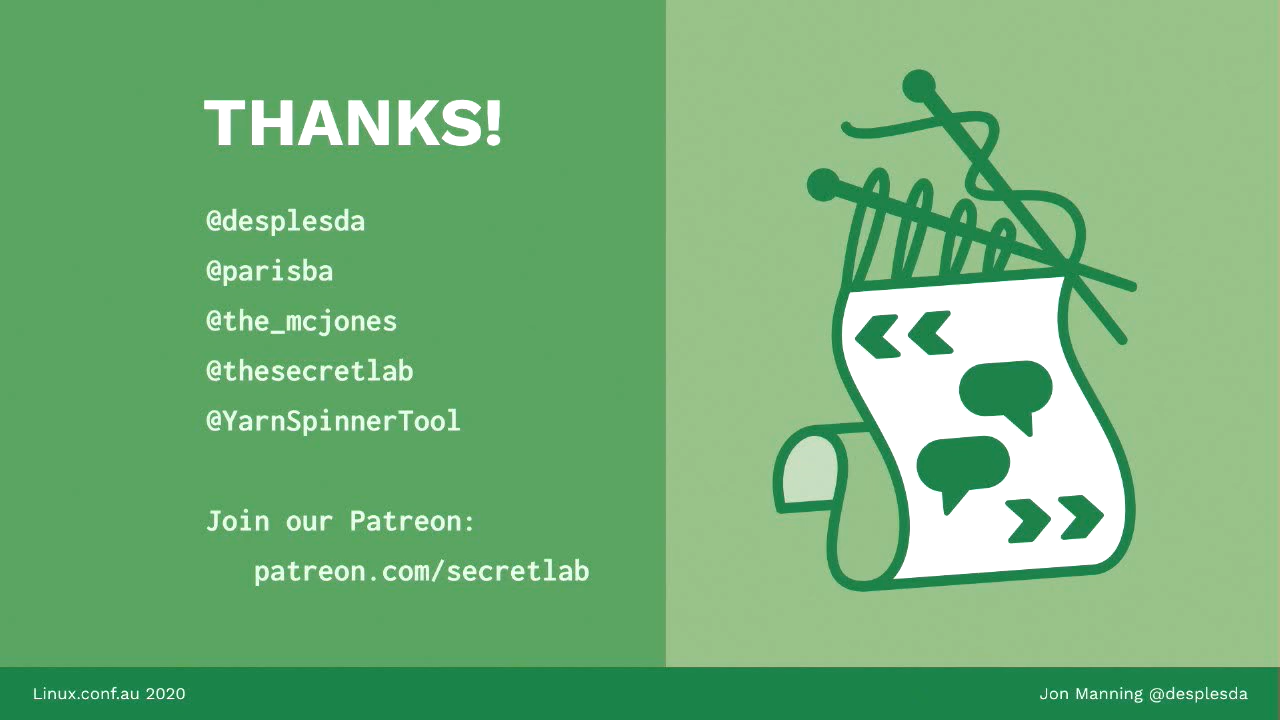 THANKS!
@desplesda
@parisba
@the_mcjones
@thesecretlab
@YarnSpinnerTool
Join our Patreon:
patreon.com/secretlab
Linux.conf.au 2020
Jon Manning @desplesda